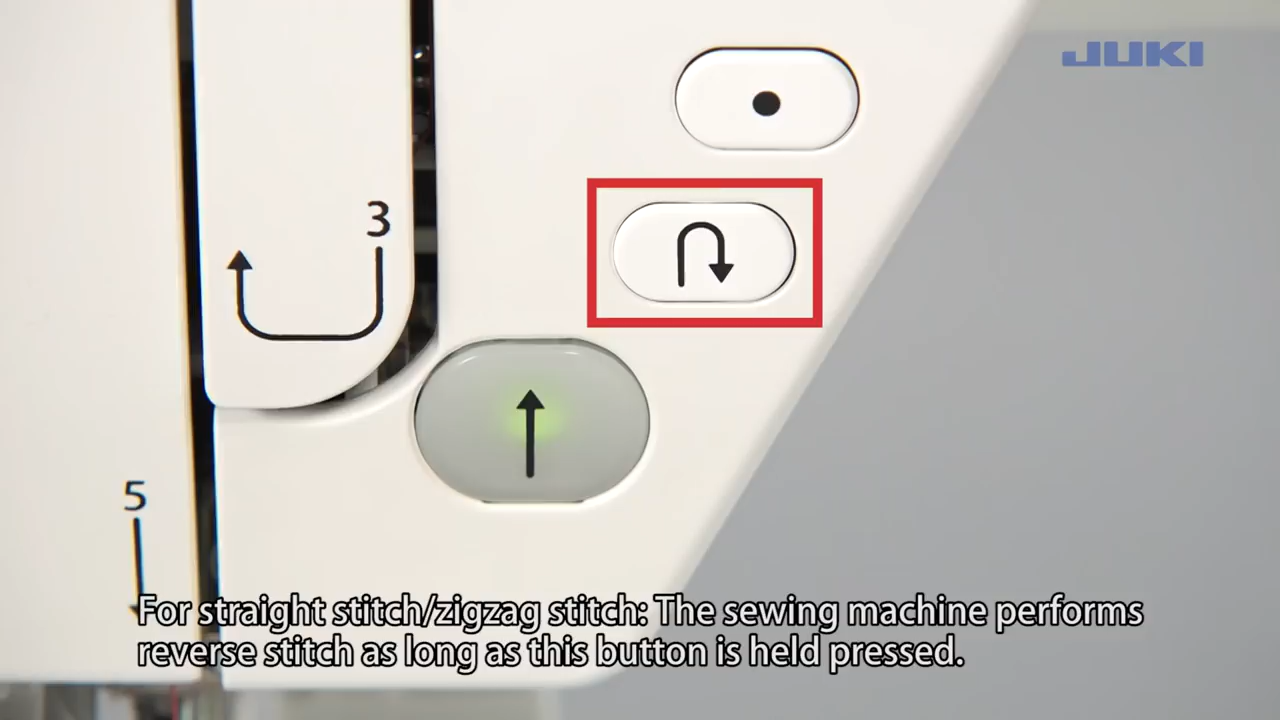 JUKI
3
5
For straight stitch/zigzag stitch: The sewing machine performs
reverse stitch as long as this button is held pressed.